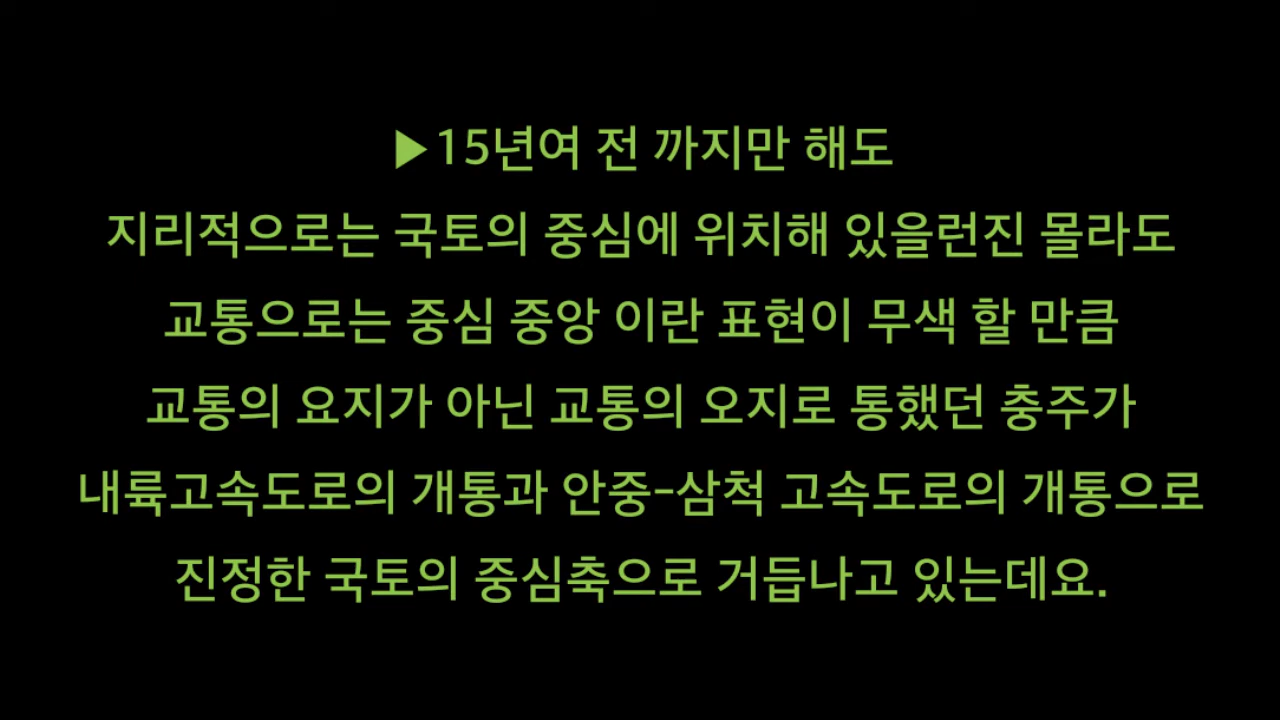 ▶15년여 전 까지만 해도
지리적으로는 국토의 중심에 위치해 있을런진 몰라도
교통으로는 중심 중앙 이란 표현이 무색 할 만큼
교통의 요지가 아닌 교통의 오지로 통했던 충주가
내륙고속도로의 개통과 안중-삼척 고속도로의 개통으로
진정한 국토의 중심축으로 거듭나고 있는데요.